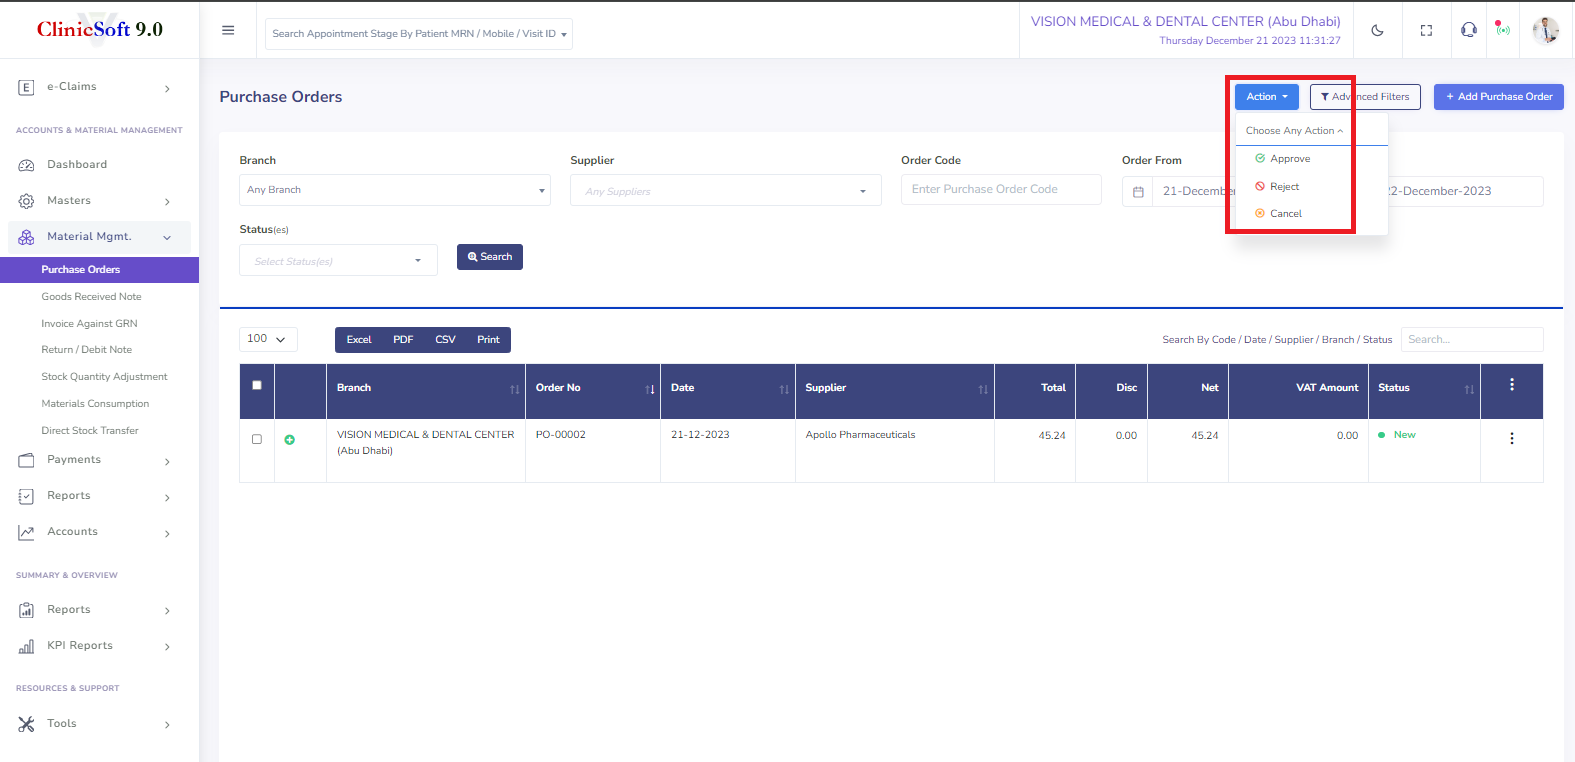 ClinicSoft 9.0
Search Appointment Stage By Patient MRN / Mobile / Visit ID
VISION MEDICAL & DENTAL CENTER (Abu Dhabi)
Thursday December 21 2023 11:31:27
E e-Claims
ACCOUNTS & MATERIAL MANAGEMENT
Dashboard
Masters
Material Mgmt.
Purchase Orders
Goods Received Note
Invoice Against GRN
Return / Debit Note
Stock Quantity Adjustment
Materials Consumption
Direct Stock Transfer
Payments
Reports
Accounts
SUMMARY & OVERVIEW
Reports
KPI Reports
RESOURCES & SUPPORT
Tools
Purchase Orders
Action
Advanced Filters
+ Add Purchase Order
Choose Any Action
Approve
Reject
Cancel
Branch
Any Branch
Supplier
Any Suppliers
Order Code
Enter Purchase Order Code
Order From
21-December
2-December-2023
Status(es)
Select Status(es)
Search
100
Excel PDF CSV Print
Search By Code / Date / Supplier / Branch / Status
Search...
Branch Order No Date Supplier Total Disc Net VAT Amount Status
VISION MEDICAL & DENTAL CENTER PO-00002 21-12-2023 Apollo Pharmaceuticals 45.24 0.00 45.24 0.00 New
(Abu Dhabi)